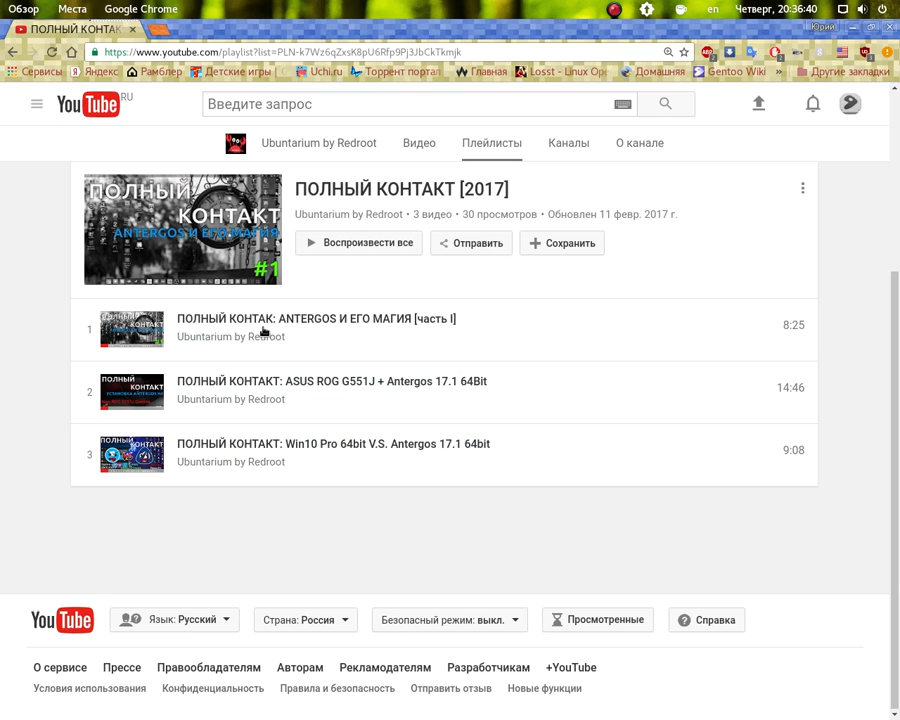 Обзор Места Google Chrome en Четверг, 20:36:40
ПОЛНЫЙ КОНТАК × Юрий
https://www.youtube.com/playlist?list=PLN-k7Wz6qZxsK8pU6Rfp9Pj3JbCkTkmjk
Сервисы Яндекс Рамблер Детские игры Uchi.ru Торрент портал Главная Losst - Linux Ope Домашняя Gentoo Wiki » Другие закладки
YouTube RU Введите запрос
Ubuntarium by Redroot Видео Плейлисты Каналы О канале
ПОЛНЫЙ
КОНТАКТ
ANTERGOS И ЕГО МАГИЯ
#1
ПОЛНЫЙ КОНТАКТ [2017]
Ubuntarium by Redroot • 3 видео • 30 просмотров • Обновлен 11 февр. 2017 г.
Воспроизвести все Отправить Сохранить
1 ПОЛНЫЙ КОНТАК: ANTERGOS И ЕГО МАГИЯ [часть I] 8:25
Ubuntarium by Redroot
2 ПОЛНЫЙ КОНТАКТ: ASUS ROG G551J + Antergos 17.1 64Bit 14:46
Ubuntarium by Redroot
3 ПОЛНЫЙ КОНТАКТ: Win10 Pro 64bit V.S. Antergos 17.1 64bit 9:08
Ubuntarium by Redroot
YouTube Язык: Русский Страна: Россия Безопасный режим: выкл. Просмотренные Справка
О сервисе Прессе Правообладателям Авторам Рекламодателям Разработчикам +YouTube
Условия использования Конфиденциальность Правила и безопасность Отправить отзыв Новые функции